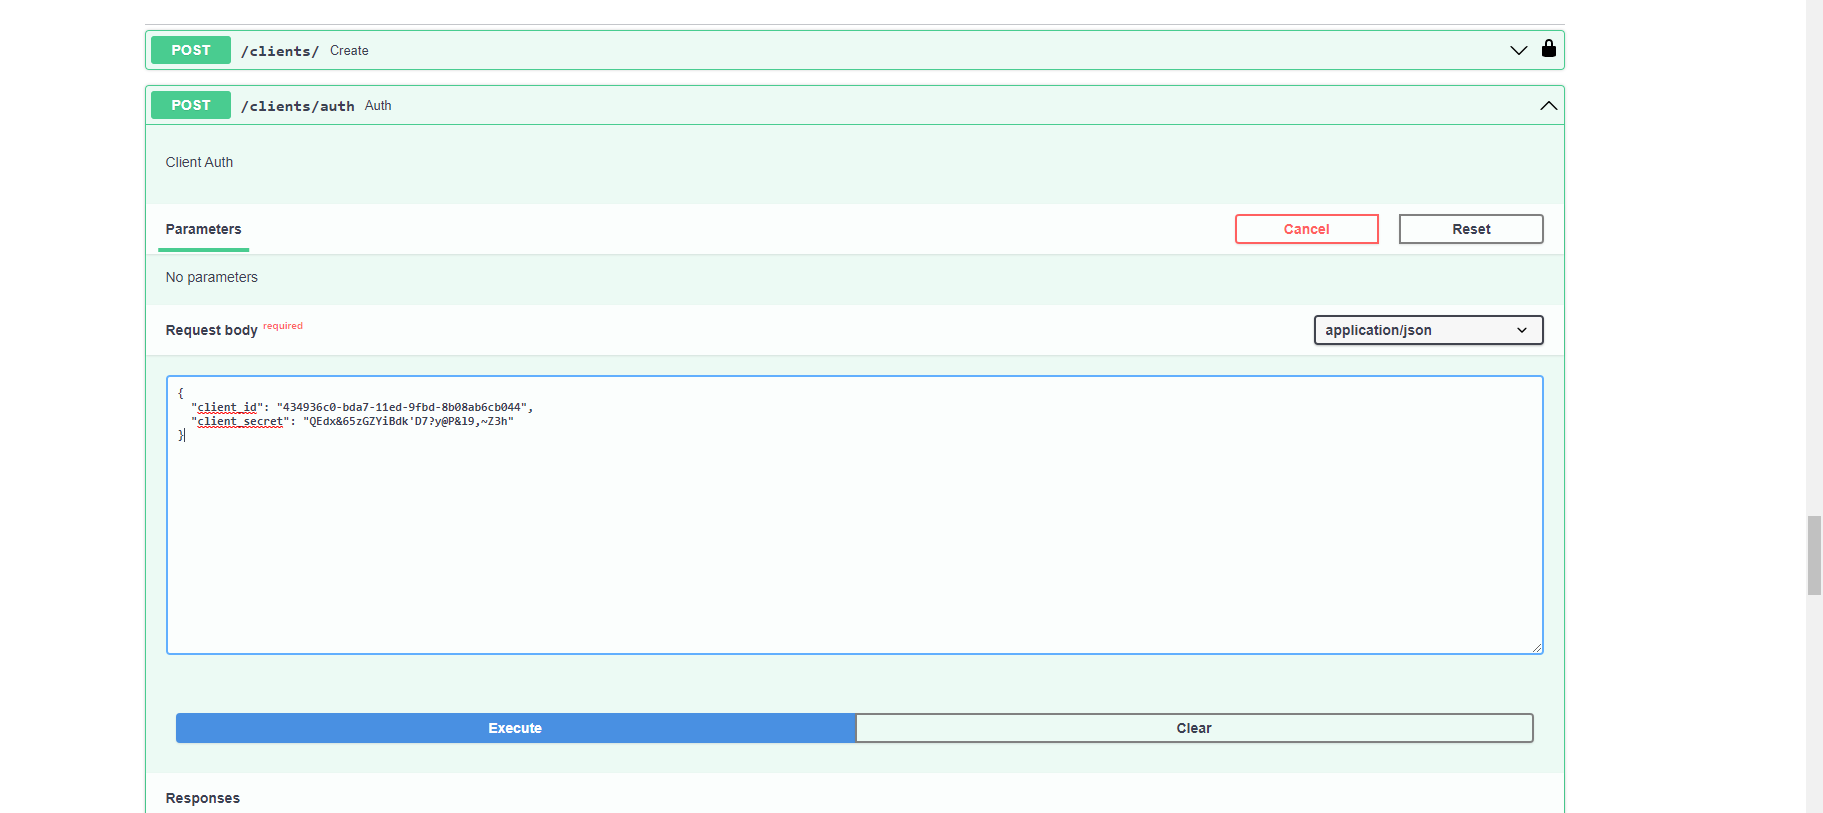 POST /clients/ Create
POST /clients/auth Auth
Client Auth
Parameters Cancel Reset
No parameters
Request body required application/json
{
"client_id": "434936c0-bda7-11ed-9fbd-8b08ab6cb044",
"client_secret": "QEdx&65zGZYiBdk'D7?y@P&l9,~Z3h"
}
Execute Clear
Responses